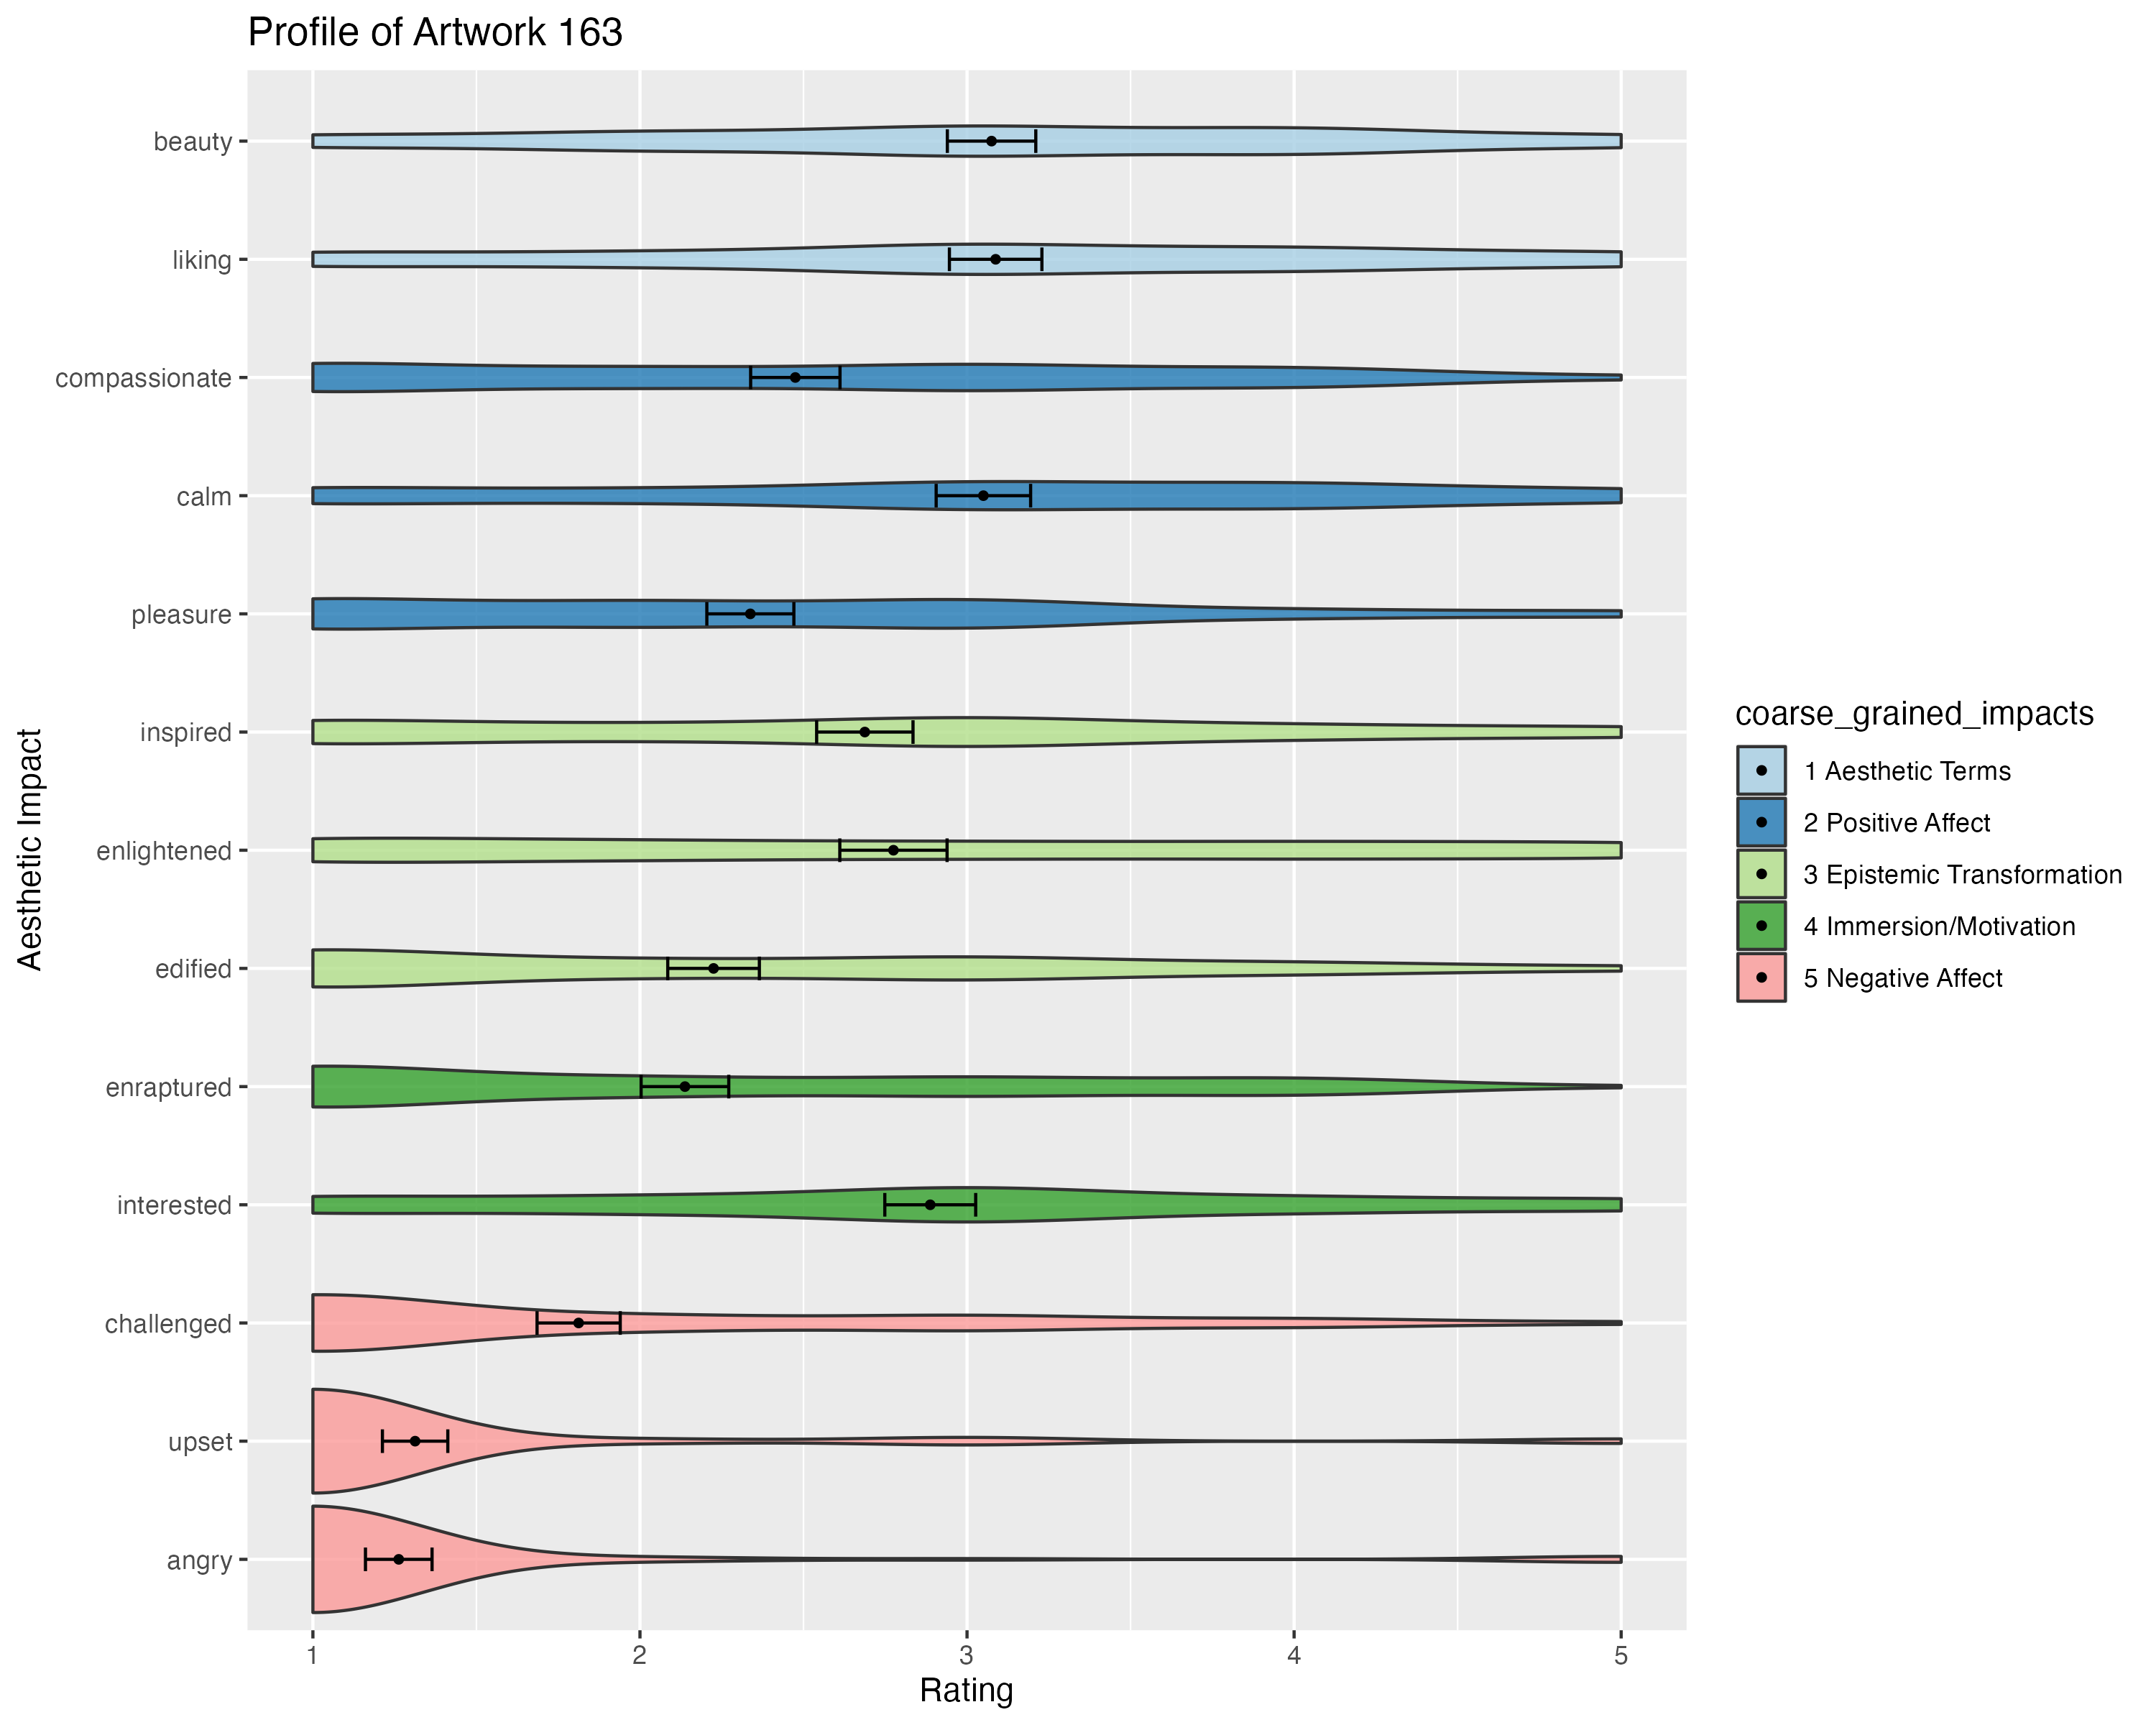 Profile of Artwork 163
Aesthetic Impact
beauty
liking
compassionate
calm
pleasure
inspired
enlightened
edified
enraptured
interested
challenged
upset
angry
1 2 3 4 5
Rating
coarse_grained_impacts
1 Aesthetic Terms
2 Positive Affect
3 Epistemic Transformation
4 Immersion/Motivation
5 Negative Affect